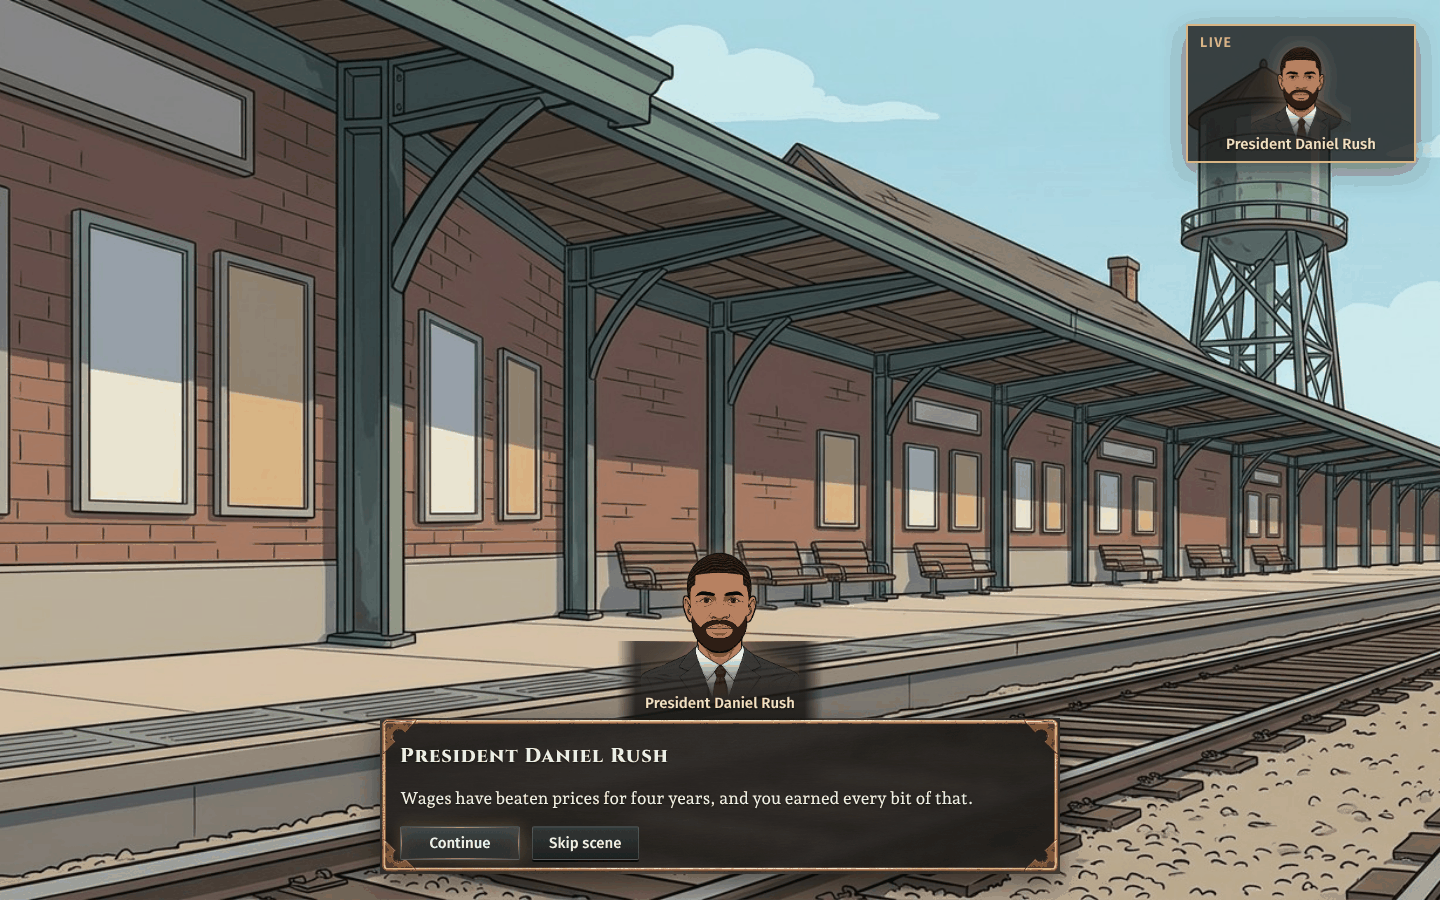 LIVE
President Daniel Rush
President Daniel Rush
President Daniel Rush
Wages have beaten prices for four years, and you earned every bit of that.
Continue
Skip scene